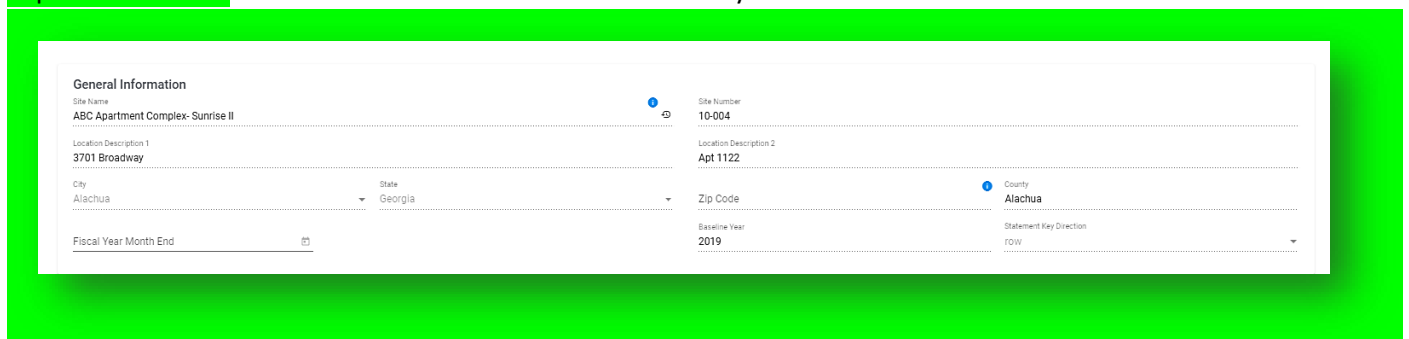 General Information
Site Name
ABC Apartment Complex- Sunrise II
Site Number
10-004
Location Description 1
3701 Broadway
Location Description 2
Apt 1122
City
Alachua
State
Georgia
Zip Code
County
Alachua
Fiscal Year Month End
Baseline Year
2019
Statement Key Direction
row